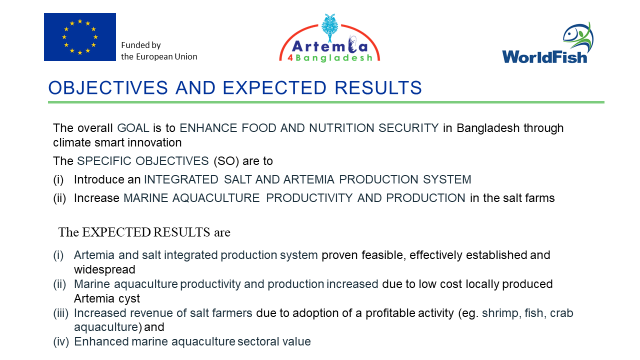 Funded by
the European Union
Artemia
4Bangladesh
WorldFish
OBJECTIVES AND EXPECTED RESULTS
The overall GOAL is to ENHANCE FOOD AND NUTRITION SECURITY in Bangladesh through
climate smart innovation
The SPECIFIC OBJECTIVES (SO) are to
(i) Introduce an INTEGRATED SALT AND ARTEMIA PRODUCTION SYSTEM
(ii) Increase MARINE AQUACULTURE PRODUCTIVITY AND PRODUCTION in the salt farms
The EXPECTED RESULTS are
(i) Artemia and salt integrated production system proven feasible, effectively established and
widespread
(ii) Marine aquaculture productivity and production increased due to low cost locally produced
Artemia cyst
(iii) Increased revenue of salt farmers due to adoption of a profitable activity (eg. shrimp, fish, crab
aquaculture) and
(iv) Enhanced marine aquaculture sectoral value